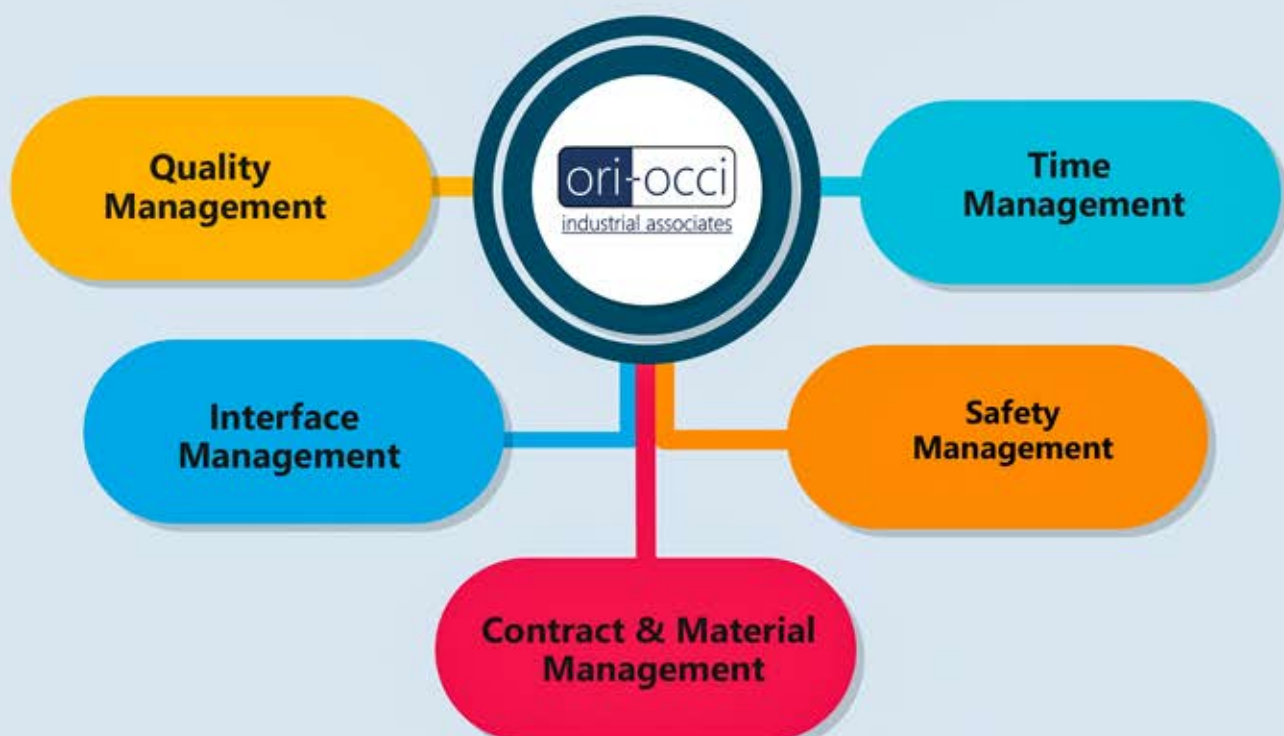 ori-occi
industrial associates
Quality
Management
Time
Management
Interface
Management
Safety
Management
Contract & Material
Management